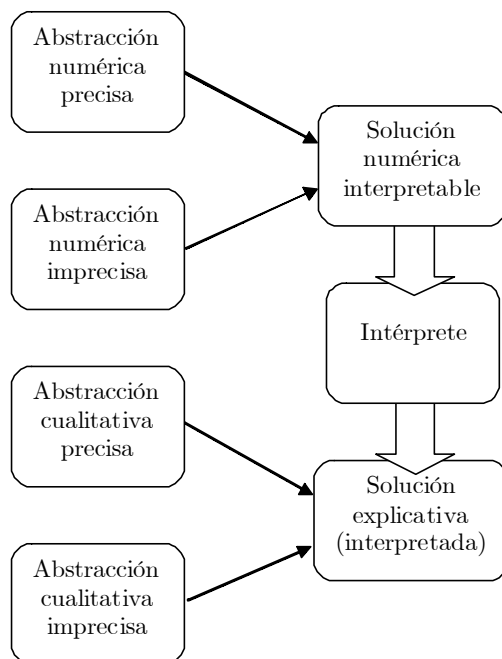 Abstracción
numérica
precisa
Solución
numérica
interpretable
Abstracción
numérica
imprecisa
Intérprete
Abstracción
cualitativa
precisa
Solución
explicativa
(interpretada)
Abstracción
cualitativa
imprecisa